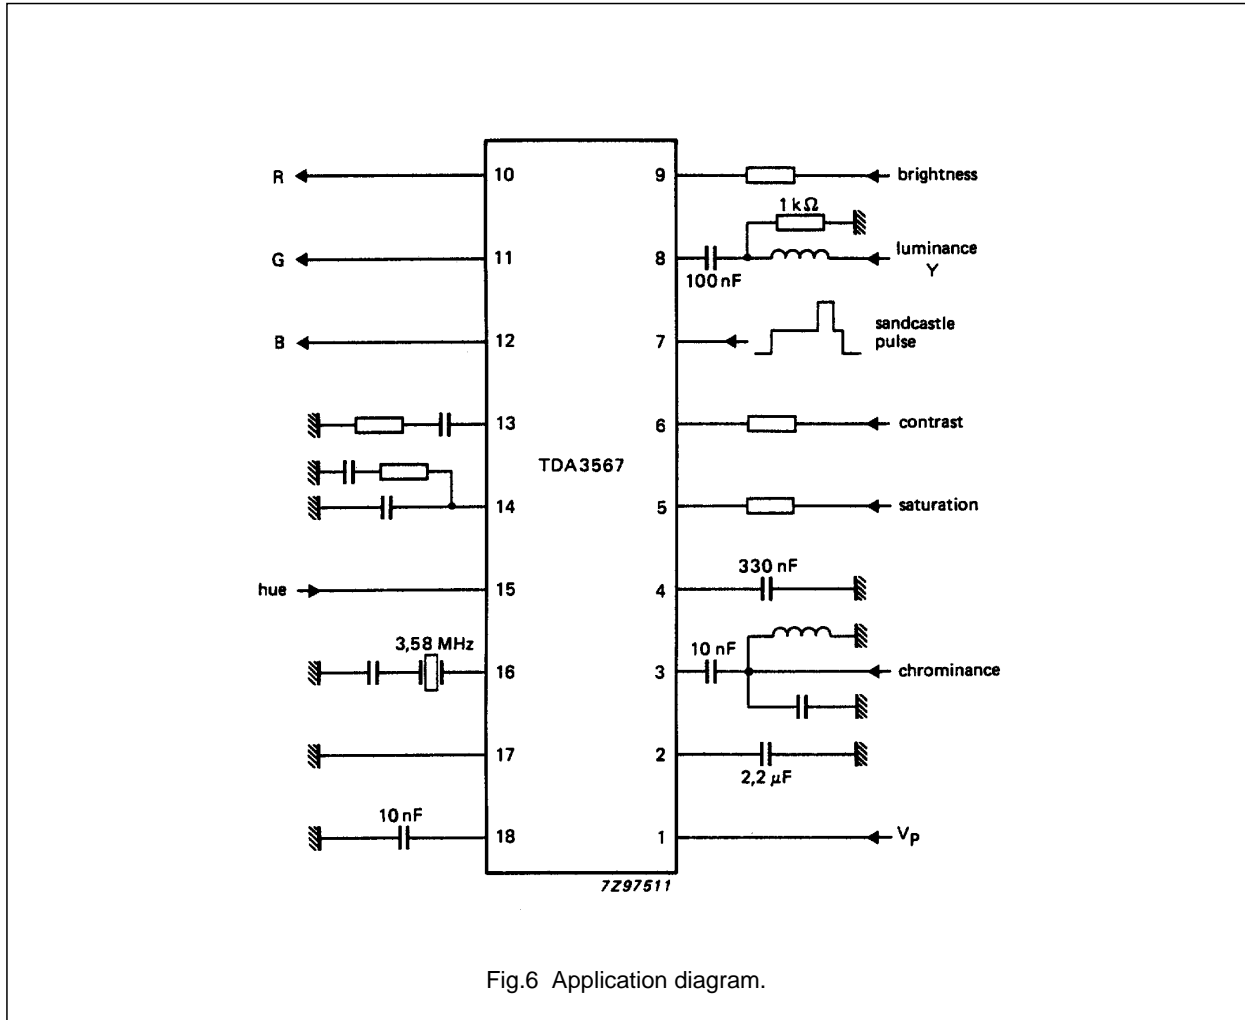 R
10
9
brightness
1 kΩ
G
11
8
luminance
Y
100 nF
B
12
7
sandcastle
pulse
13
6
contrast
TDA3567
14
5
saturation
330 nF
hue
15
4
3,58 MHz
10 nF
16
3
chrominance
17
2
2,2 µF
10 nF
18
1
VP
7Z97511
Fig.6 Application diagram.